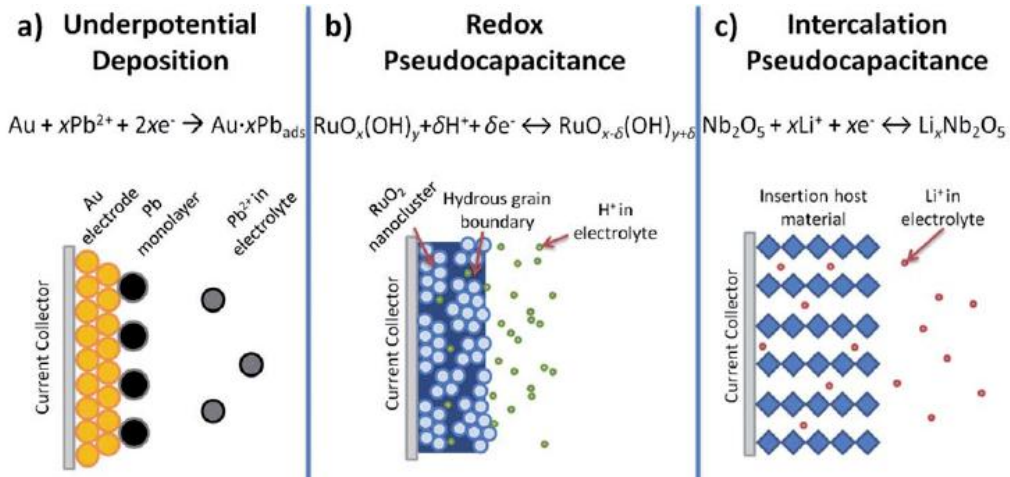 a) Underpotential
Deposition
Au + xPb²⁺ + 2xe⁻ → Au·xPb_ads
Au
electrode
Pb
monolayer
Pb²⁺ in
electrolyte
Current Collector
b) Redox
Pseudocapacitance
RuOₓ(OH)ᵧ+δH⁺+ δe⁻ ↔ RuOₓ₋δ(OH)ᵧ₊δ
RuO₂
nanocluster
Hydrous grain
boundary
H⁺ in
electrolyte
Current Collector
c) Intercalation
Pseudocapacitance
Nb₂O₅ + xLi⁺ + xe⁻ ↔ LiₓNb₂O₅
Insertion host
material
Li⁺ in
electrolyte
Current Collector